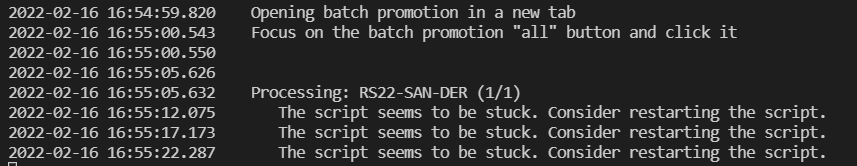 2022-02-16 16:54:59.820    Opening batch promotion in a new tab
2022-02-16 16:55:00.543    Focus on the batch promotion "all" button and click it
2022-02-16 16:55:00.550
2022-02-16 16:55:05.626
2022-02-16 16:55:05.632    Processing: RS22-SAN-DER (1/1)
2022-02-16 16:55:12.075       The script seems to be stuck. Consider restarting the script.
2022-02-16 16:55:17.173       The script seems to be stuck. Consider restarting the script.
2022-02-16 16:55:22.287       The script seems to be stuck. Consider restarting the script.